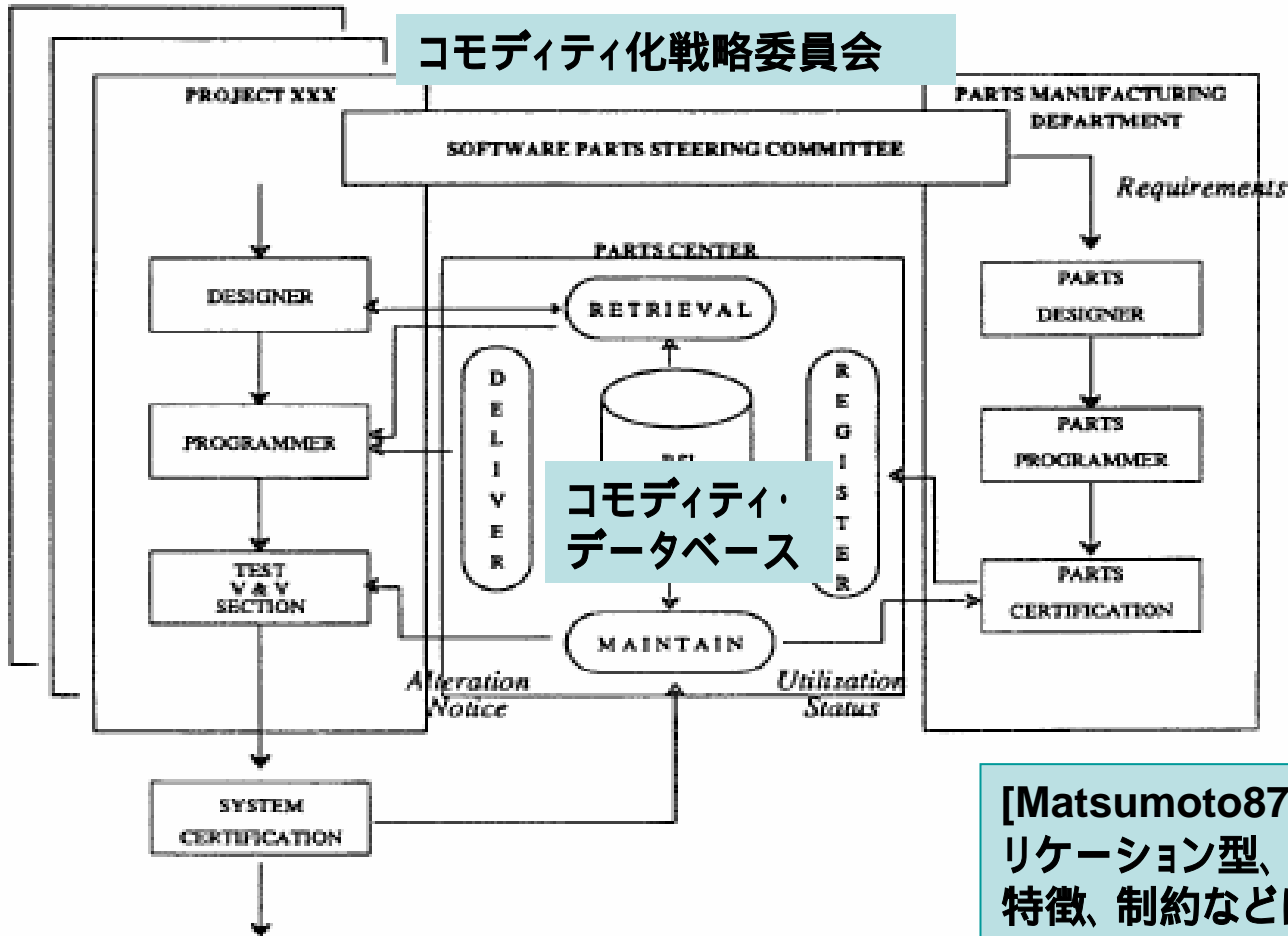 コモディティ化戦略委員会
PROJECT XXX
PARTS MANUFACTURING
DEPARTMENT
SOFTWARE PARTS STEERING COMMITTEE
Requirements
PARTS CENTER
DESIGNER
RETRIEVAL
PARTS
DESIGNER
DELIVER
REGISTER
PROGRAMMER
PARTS
PROGRAMMER
コモディティ・
データベース
TEST
V & V
SECTION
PARTS
CERTIFICATION
MAINTAIN
Alteration
Notice
Utilization
Status
SYSTEM
CERTIFICATION
[Matsumoto87
リケーション型、
特徴、制約など